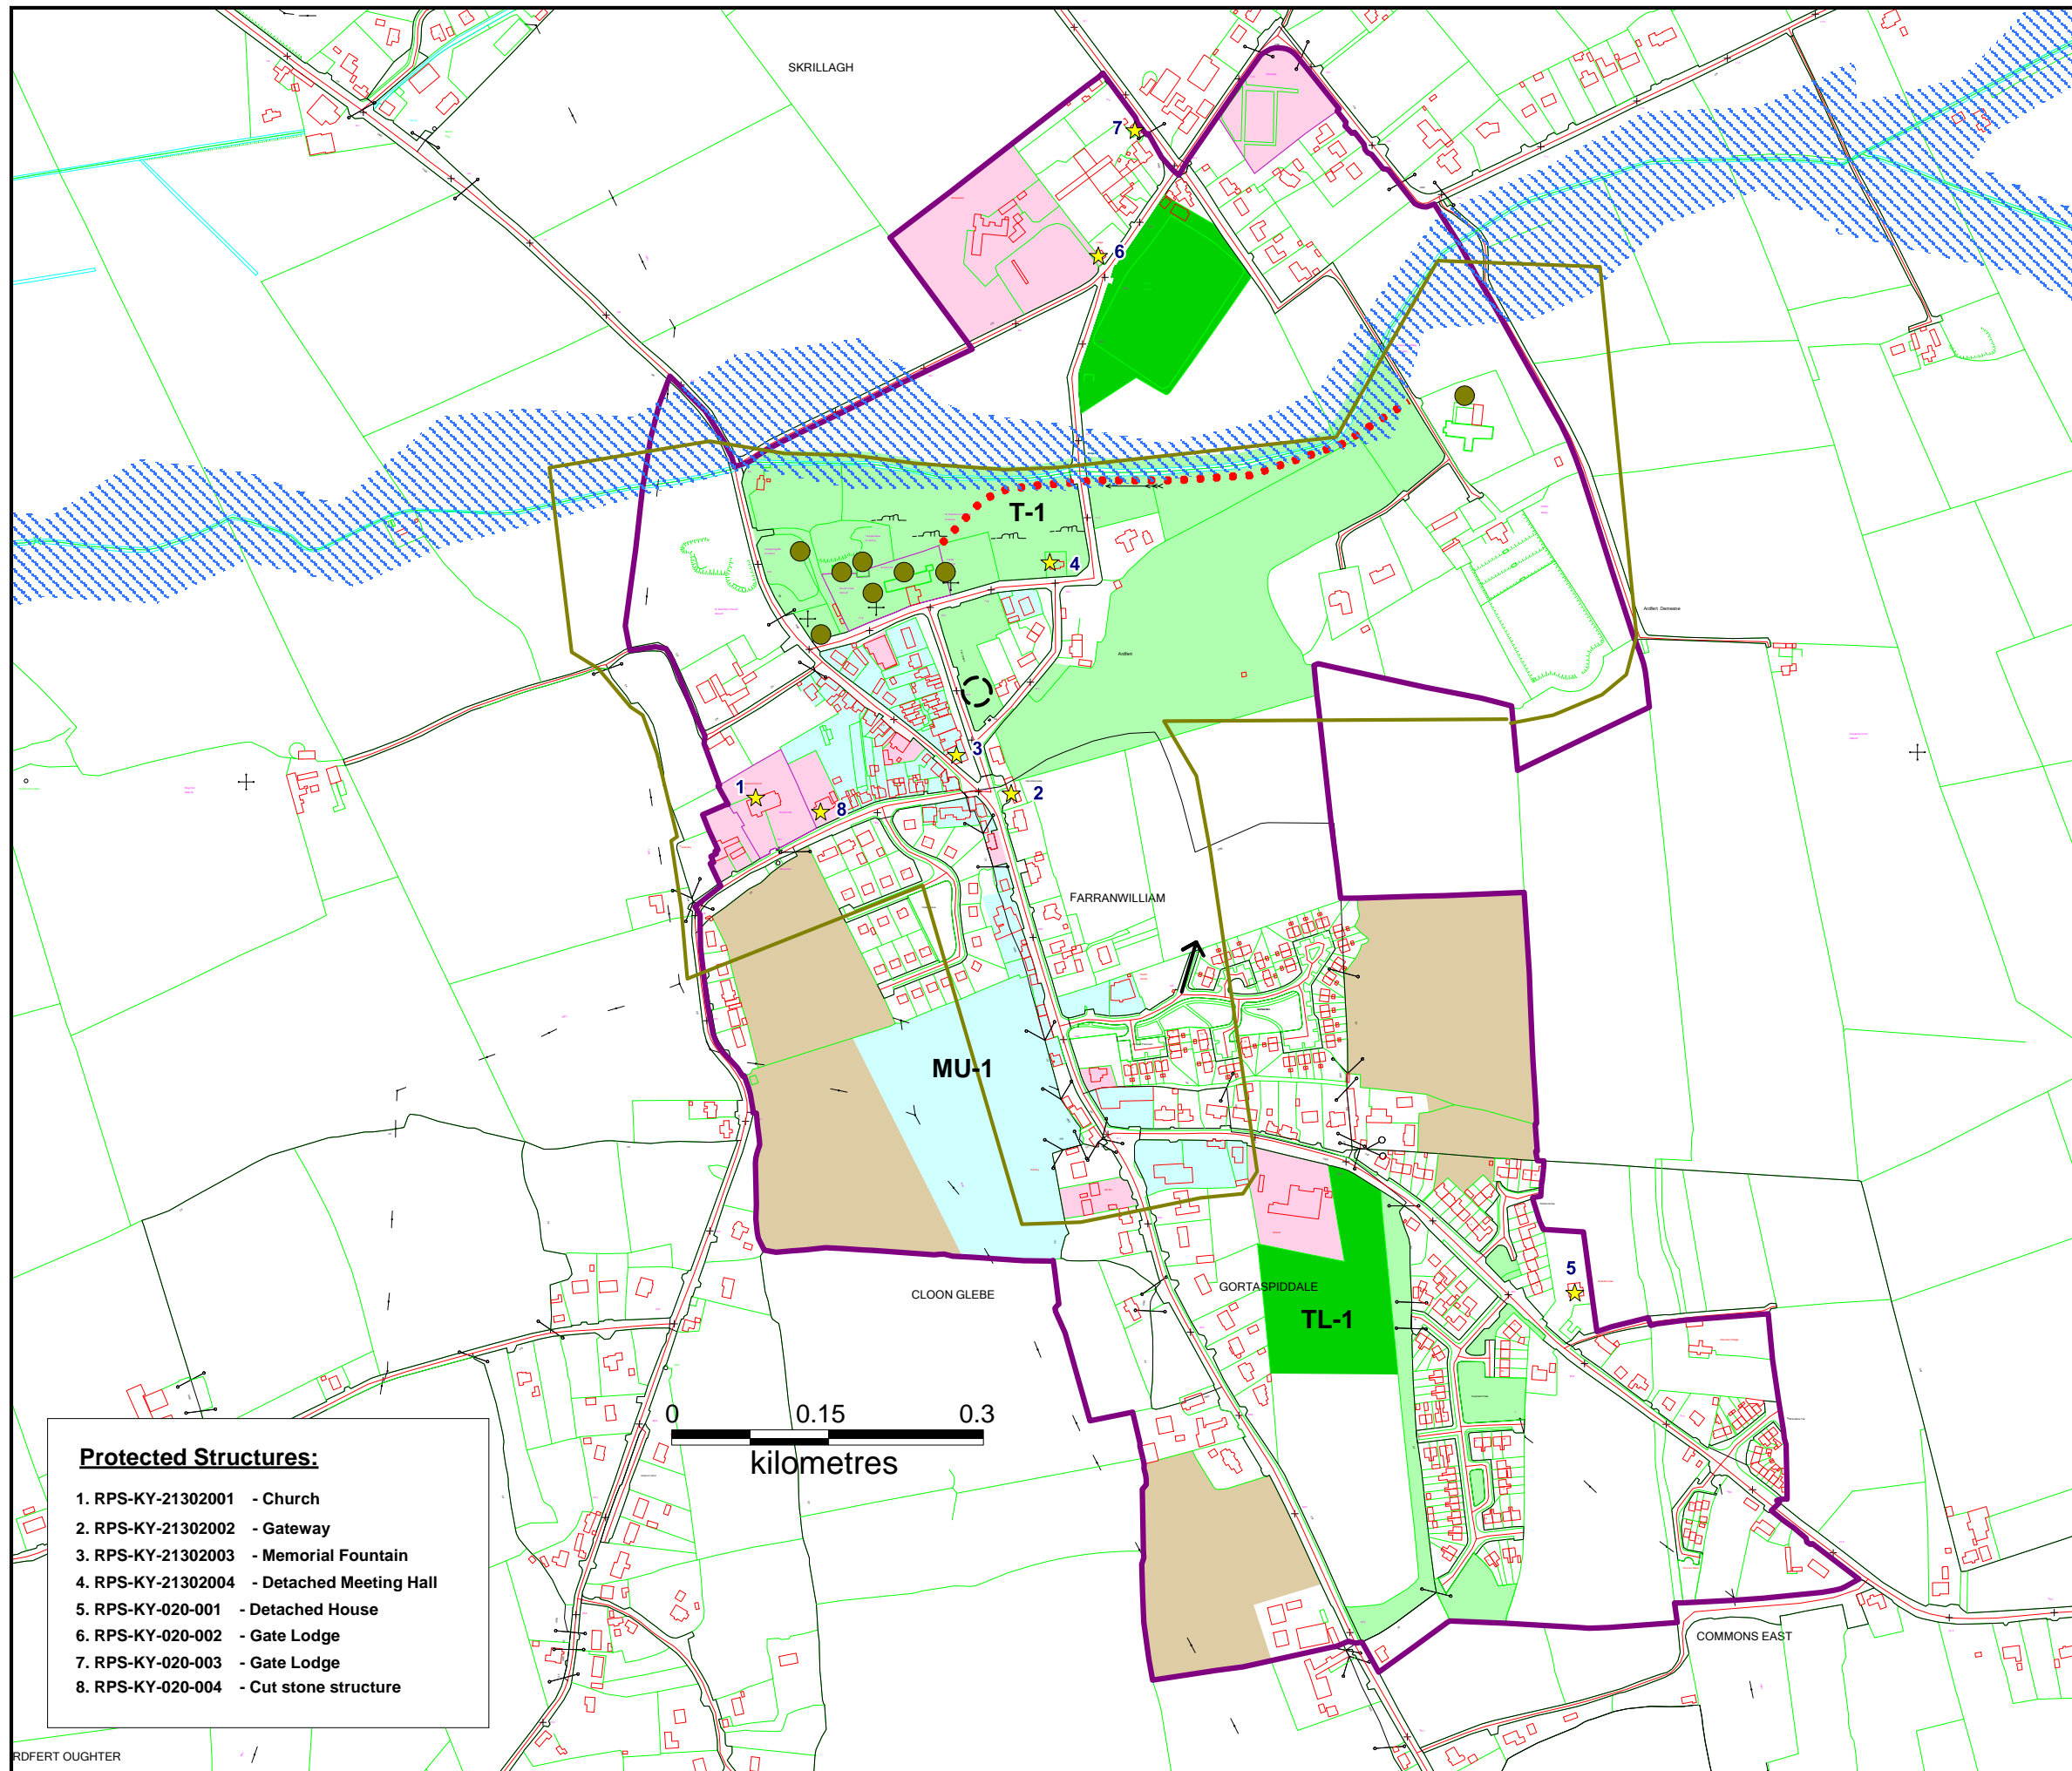 SKRILLAGH
7
6
T-1
4
Ardfert Demesne
Ardfert
3
1
2
8
FARRANWILLIAM
MU-1
5
GORTASPIDDALE
CLOON GLEBE
TL-1
0 0.15 0.3
kilometres
Protected Structures:
1. RPS-KY-21302001 - Church
2. RPS-KY-21302002 - Gateway
3. RPS-KY-21302003 - Memorial Fountain
4. RPS-KY-21302004 - Detached Meeting Hall
5. RPS-KY-020-001 - Detached House
6. RPS-KY-020-002 - Gate Lodge
7. RPS-KY-020-003 - Gate Lodge
8. RPS-KY-020-004 - Cut stone structure
COMMONS EAST
RDFERT OUGHTER